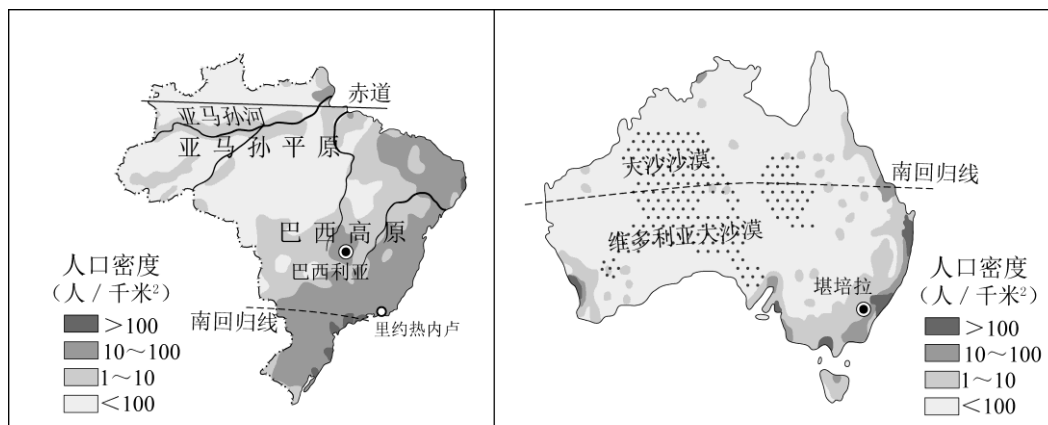 赤道
亚马孙河
亚马孙平原
巴西高原
巴西利亚
南回归线
里约热内卢
人口密度
(人/千米²)
>100
10~100
1~10
<100
大沙沙漠
南回归线
维多利亚大沙漠
堪培拉
人口密度
(人/千米²)
>100
10~100
1~10
<100